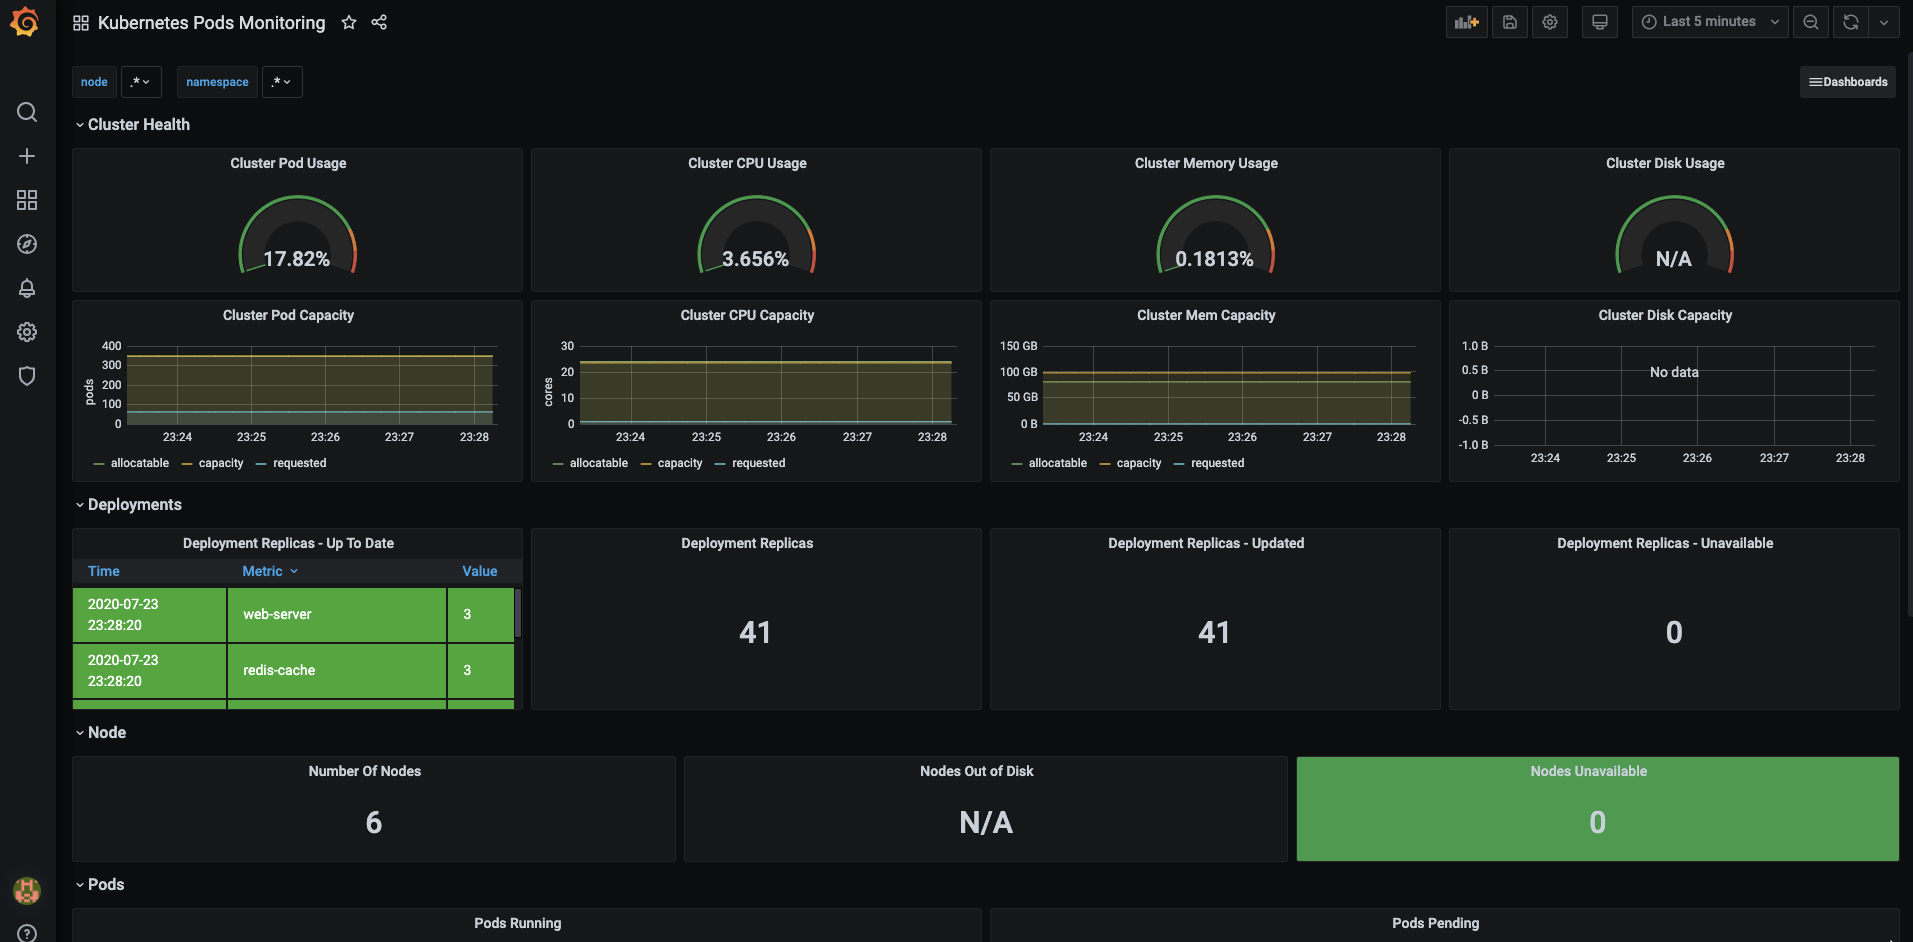 Kubernetes Pods Monitoring
Last 5 minutes
node .* namespace .*
Dashboards
Cluster Health
Cluster Pod Usage
17.82%
Cluster CPU Usage
3.656%
Cluster Memory Usage
0.1813%
Cluster Disk Usage
N/A
Cluster Pod Capacity
pods
400
300
200
100
0
23:24 23:25 23:26 23:27 23:28
allocatable capacity requested
Cluster CPU Capacity
cores
30
20
10
0
23:24 23:25 23:26 23:27 23:28
allocatable capacity requested
Cluster Mem Capacity
150 GB
100 GB
50 GB
0 B
23:24 23:25 23:26 23:27 23:28
allocatable capacity requested
Cluster Disk Capacity
1.0 B
0.5 B
0 B
-0.5 B
-1.0 B
No data
23:24 23:25 23:26 23:27 23:28
Deployments
Deployment Replicas - Up To Date
Time Metric Value
2020-07-23
23:28:20
web-server 3
2020-07-23
23:28:20
redis-cache 3
Deployment Replicas
41
Deployment Replicas - Updated
41
Deployment Replicas - Unavailable
0
Node
Number Of Nodes
6
Nodes Out of Disk
N/A
Nodes Unavailable
0
Pods
Pods Running
Pods Pending